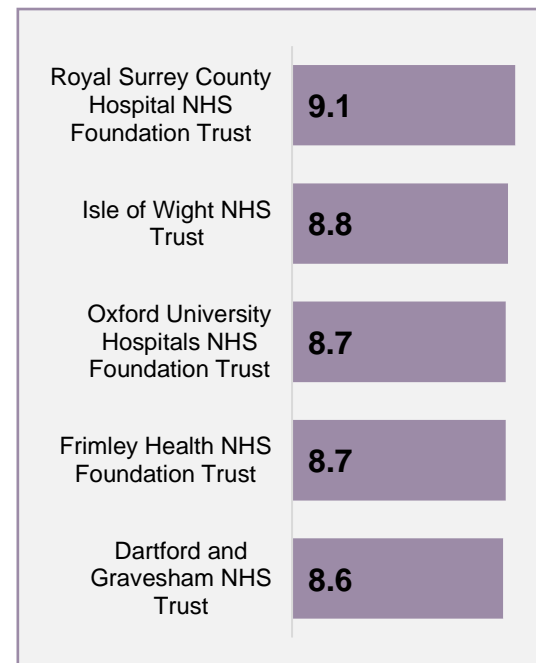 Royal Surrey County
Hospital NHS
Foundation Trust
9.1
Isle of Wight NHS
Trust
8.8
Oxford University
Hospitals NHS
Foundation Trust
8.7
Frimley Health NHS
Foundation Trust
8.7
Dartford and
Gravesham NHS
Trust
8.6